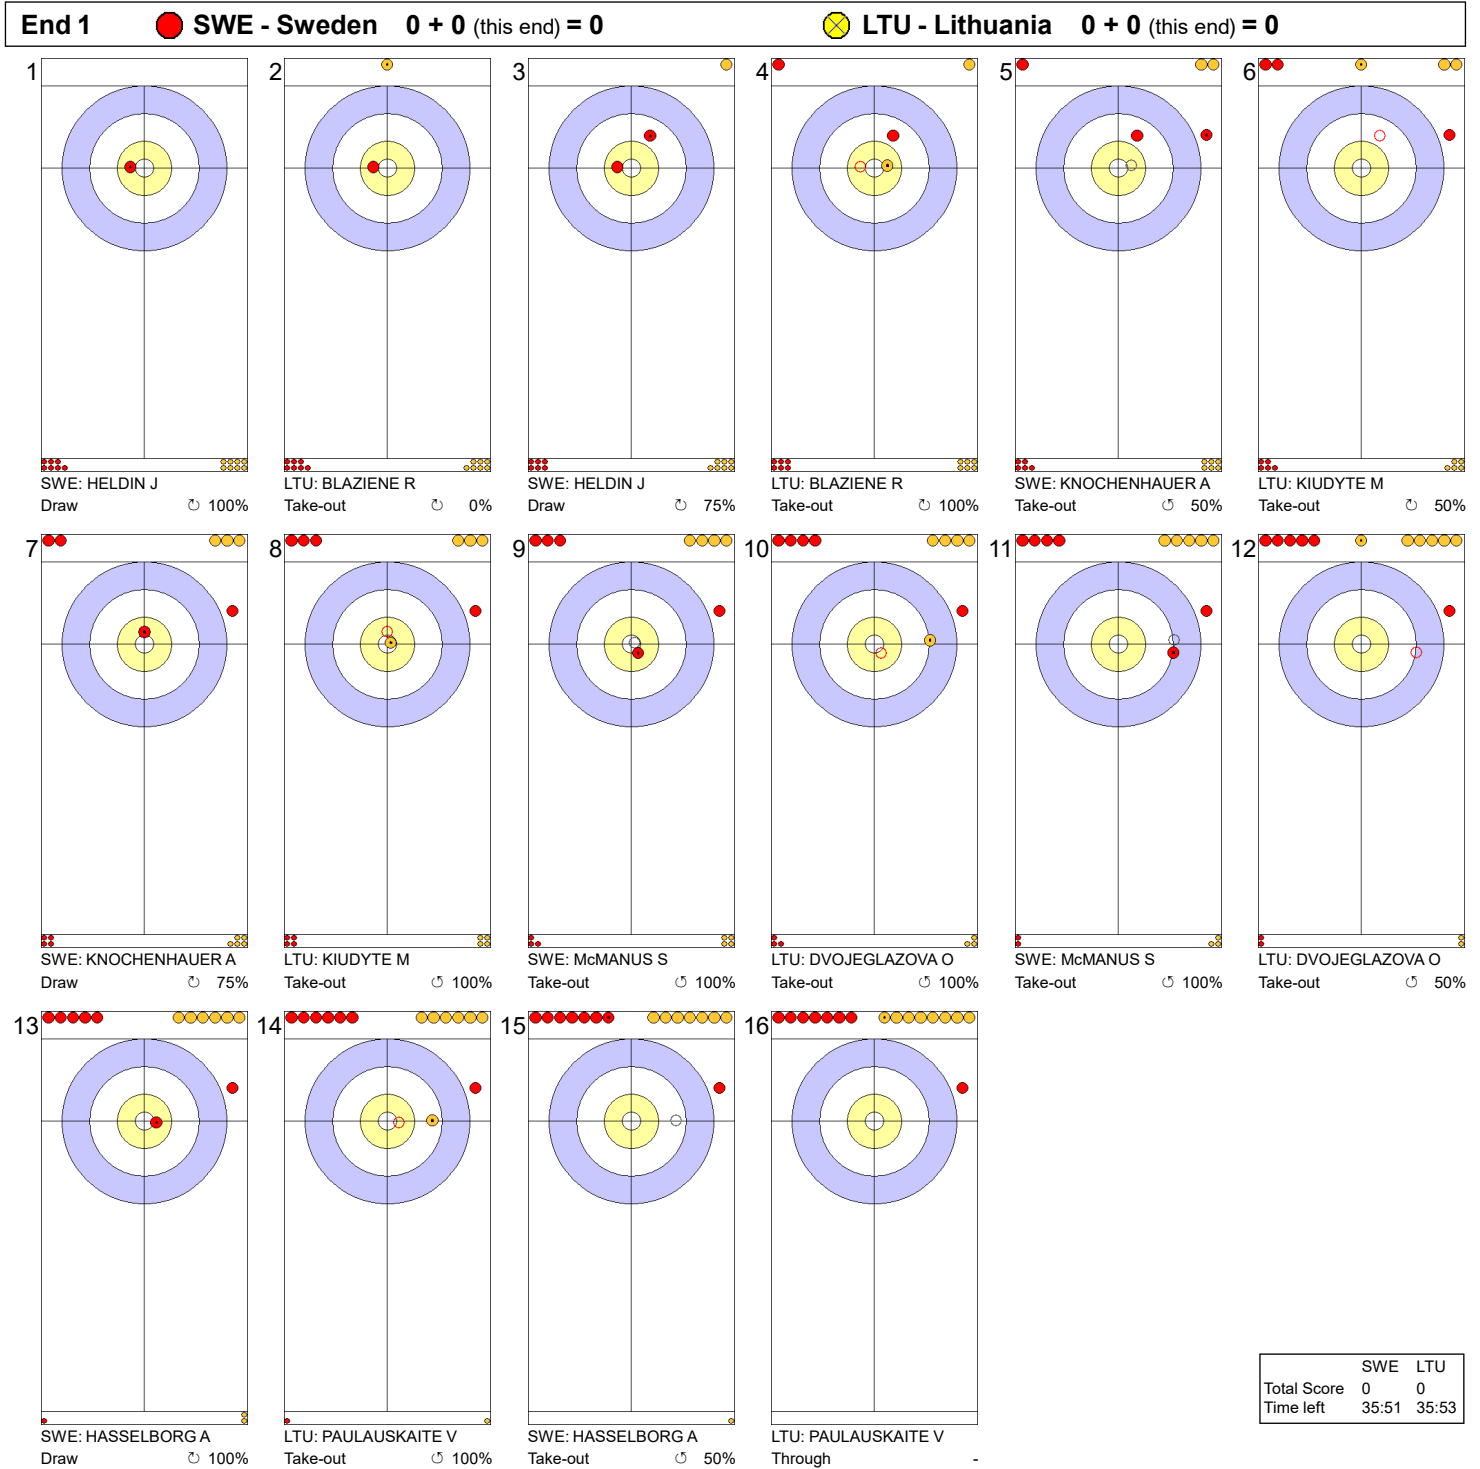 End 1 SWE - Sweden 0 + 0 (this end) = 0 LTU - Lithuania 0 + 0 (this end) = 0
1 2 3 4 5 6
SWE: HELDIN J LTU: BLAZIENE R SWE: HELDIN J LTU: BLAZIENE R SWE: KNOCHENHAUER A LTU: KIUDYTE M
Draw ↻ 100% Take-out ↻ 0% Draw ↻ 75% Take-out ↻ 100% Take-out ↺ 50% Take-out ↻ 50%
7 8 9 10 11 12
SWE: KNOCHENHAUER A LTU: KIUDYTE M SWE: McMANUS S LTU: DVOJEGLAZOVA O SWE: McMANUS S LTU: DVOJEGLAZOVA O
Draw ↻ 75% Take-out ↻ 100% Take-out ↺ 100% Take-out ↺ 100% Take-out ↺ 100% Take-out ↺ 50%
13 14 15 16
SWE: HASSELBORG A LTU: PAULAUSKAITE V SWE: HASSELBORG A LTU: PAULAUSKAITE V
Draw ↻ 100% Take-out ↺ 100% Take-out ↺ 50% Through -
SWE LTU
Total Score 0 0
Time left 35:51 35:53